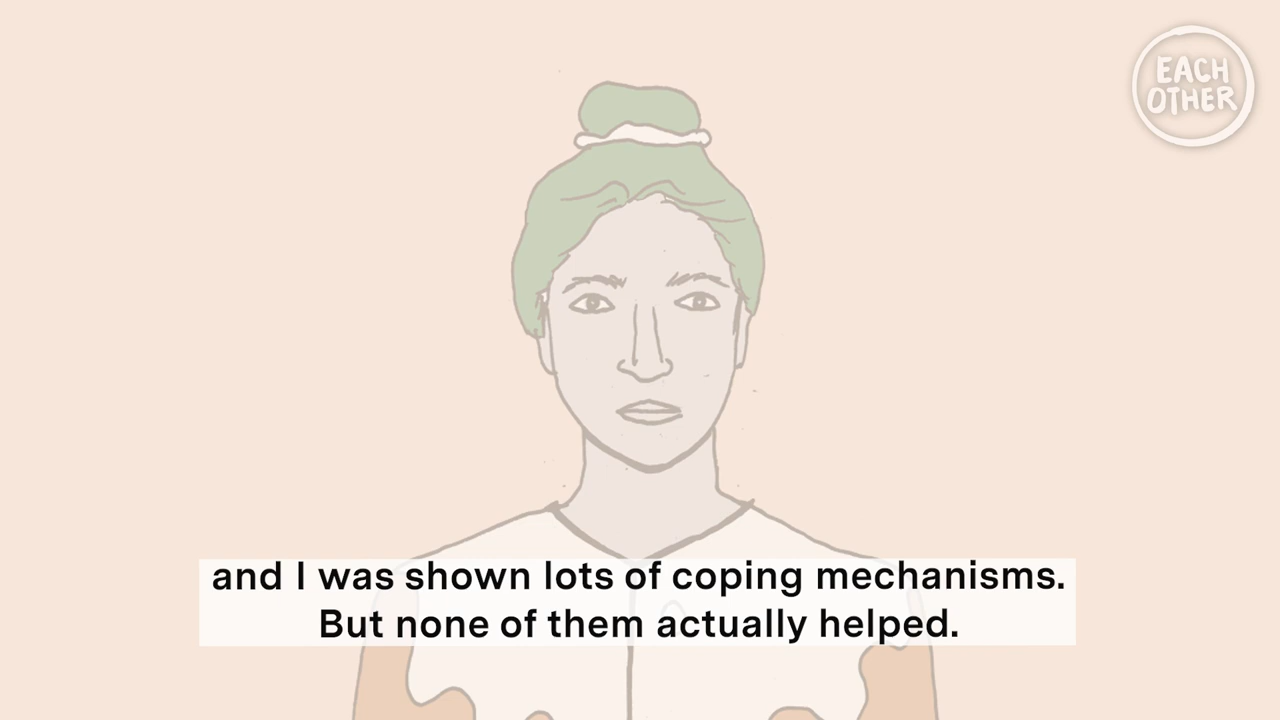 EACH
OTHER
and I was shown lots of coping mechanisms.
But none of them actually helped.